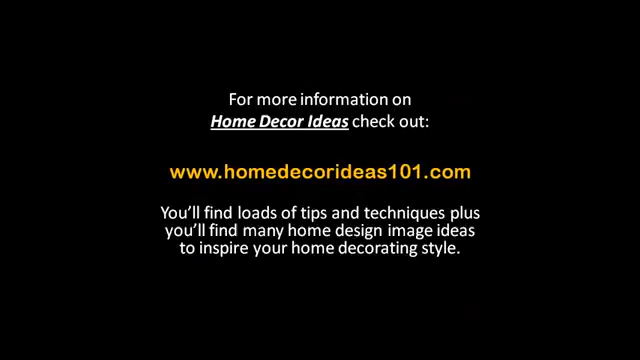 For more information on
Home Decor Ideas check out:
www.homedecorideas101.com
You’ll find loads of tips and techniques plus
you’ll find many home design image ideas
to inspire your home decorating style.